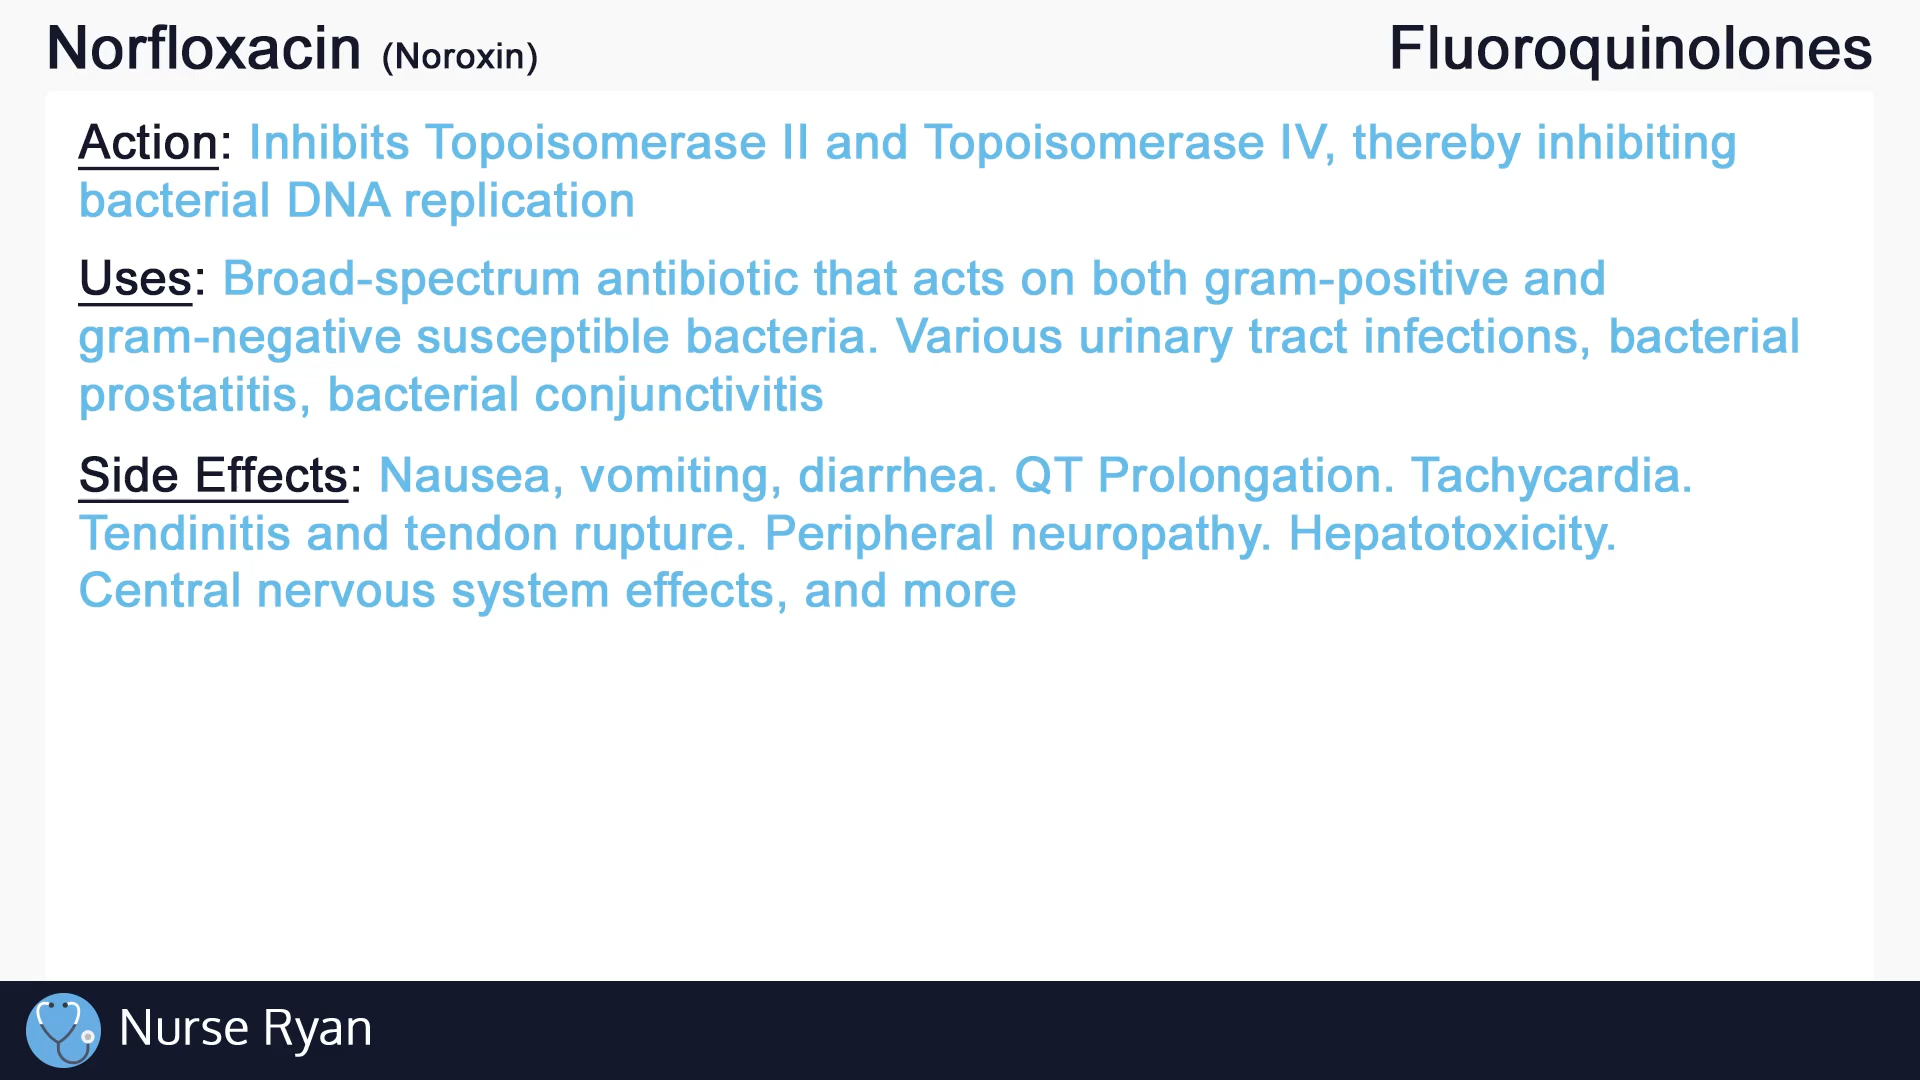 Norfloxacin (Noroxin)
Fluoroquinolones
Action: Inhibits Topoisomerase II and Topoisomerase IV, thereby inhibiting
bacterial DNA replication
Uses: Broad-spectrum antibiotic that acts on both gram-positive and
gram-negative susceptible bacteria. Various urinary tract infections, bacterial
prostatitis, bacterial conjunctivitis
Side Effects: Nausea, vomiting, diarrhea. QT Prolongation. Tachycardia.
Tendinitis and tendon rupture. Peripheral neuropathy. Hepatotoxicity.
Central nervous system effects, and more
Nurse Ryan